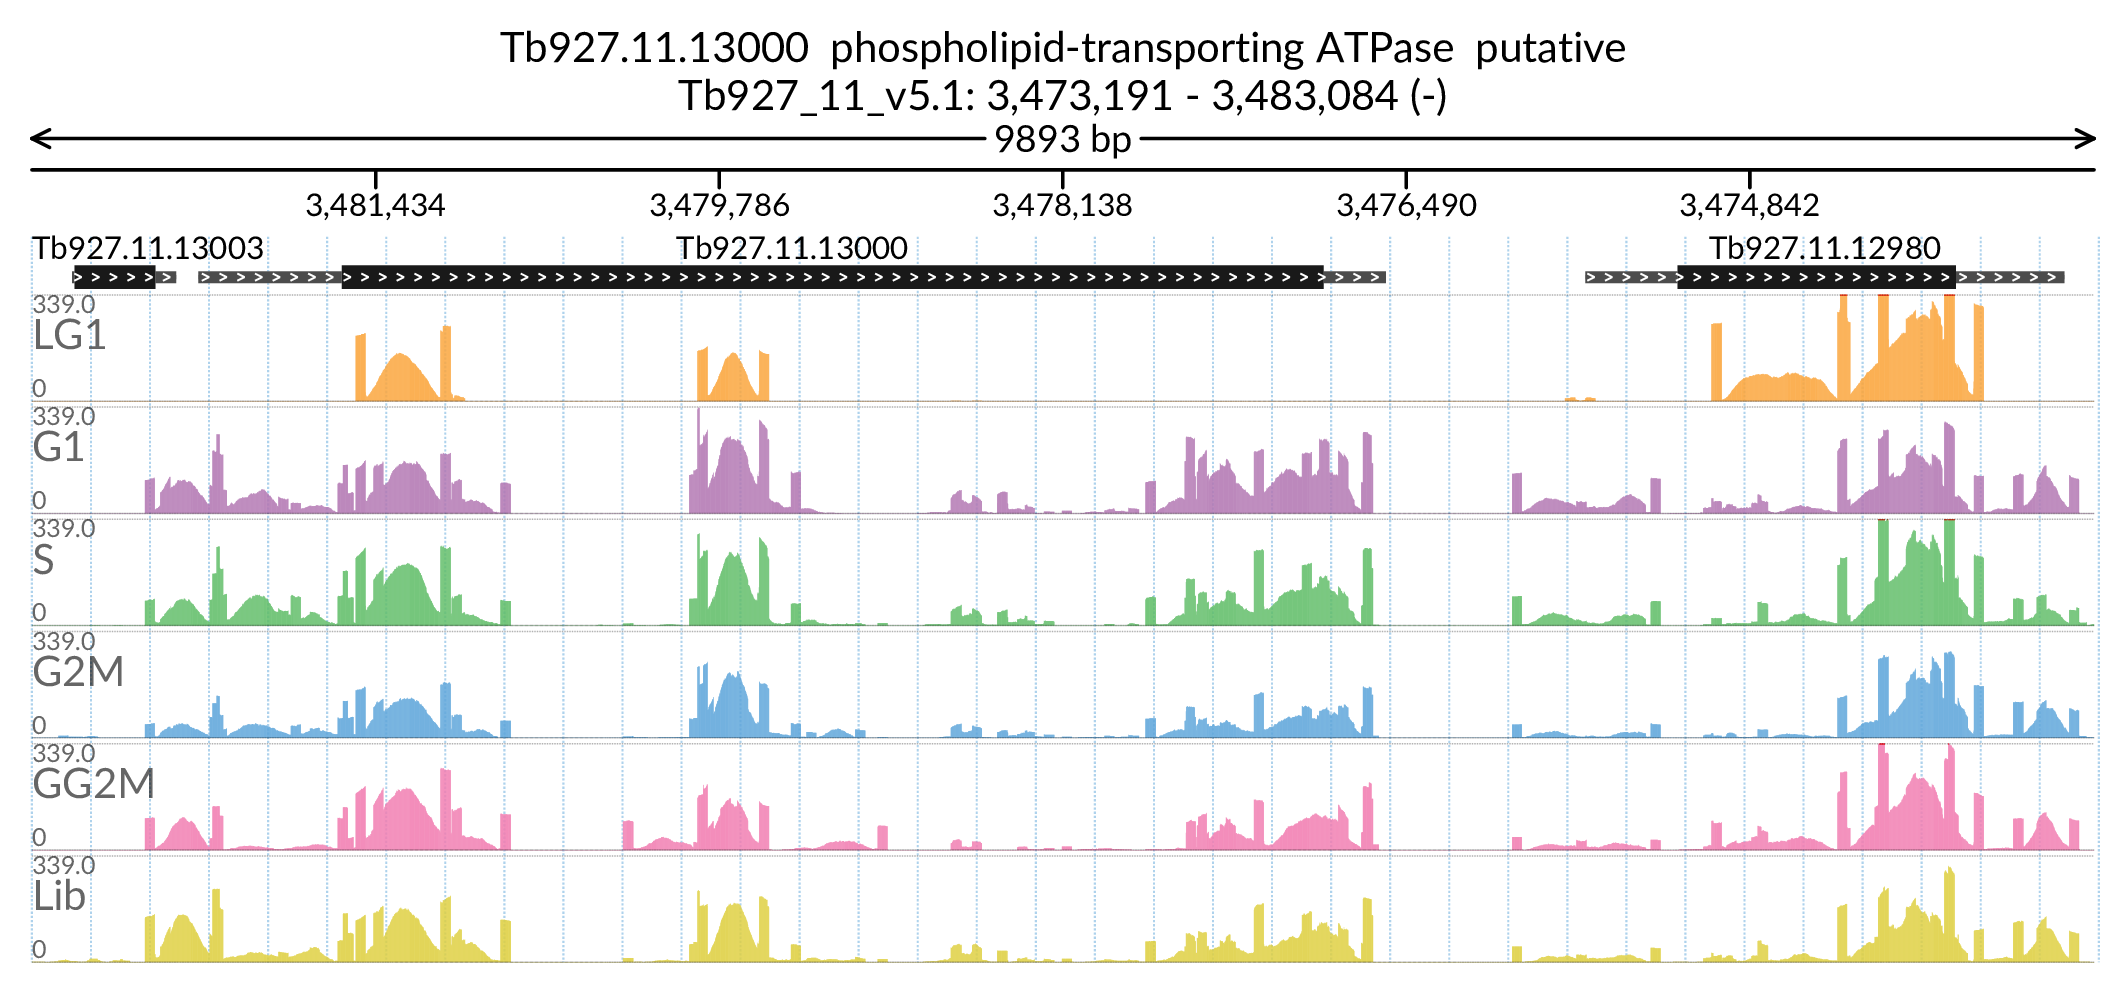 Tb927.11.13000 phospholipid-transporting ATPase putative
Tb927_11_v5.1: 3,473,191 - 3,483,084 (-)
9893 bp
3,481,434 3,479,786 3,478,138 3,476,490 3,474,842
Tb927.11.13003 Tb927.11.13000 Tb927.11.12980
339.0
LG1
0
339.0
G1
0
339.0
S
0
339.0
G2M
0
339.0
GG2M
0
339.0
Lib
0